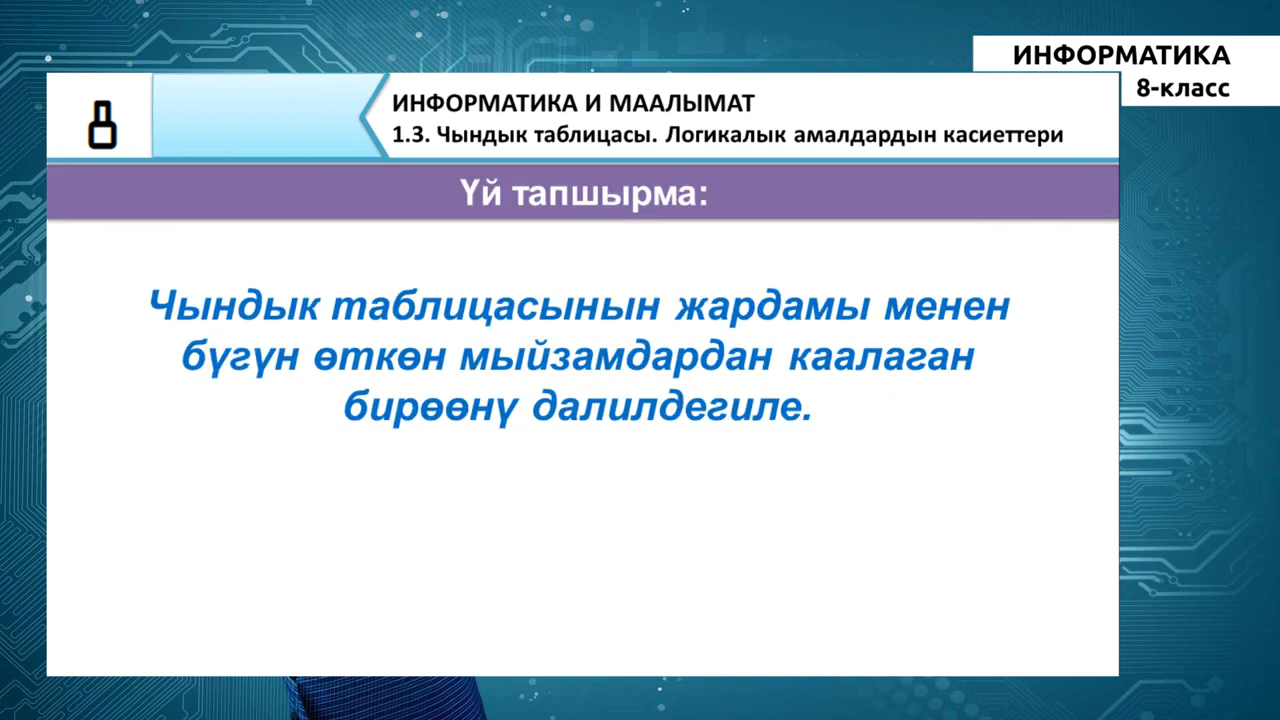 ИНФОРМАТИКА
8-класс
8
ИНФОРМАТИКА И МААЛЫМАТ
1.3. Чындык таблицасы. Логикалык амалдардын касиеттери
Үй тапшырма:
Чындык таблицасынын жардамы менен
бүгүн өткөн мыйзамдардан каалаган
бирөөнү далилдегиле.